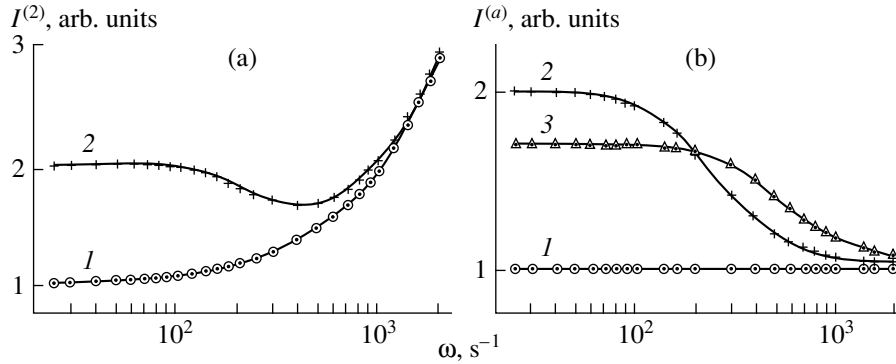 I^(2), arb. units
3
(a)
2
2
1
1
10^2
10^3
I^(a), arb. units
(b)
2
2
3
1
1
10^2
10^3
ω, s^–1